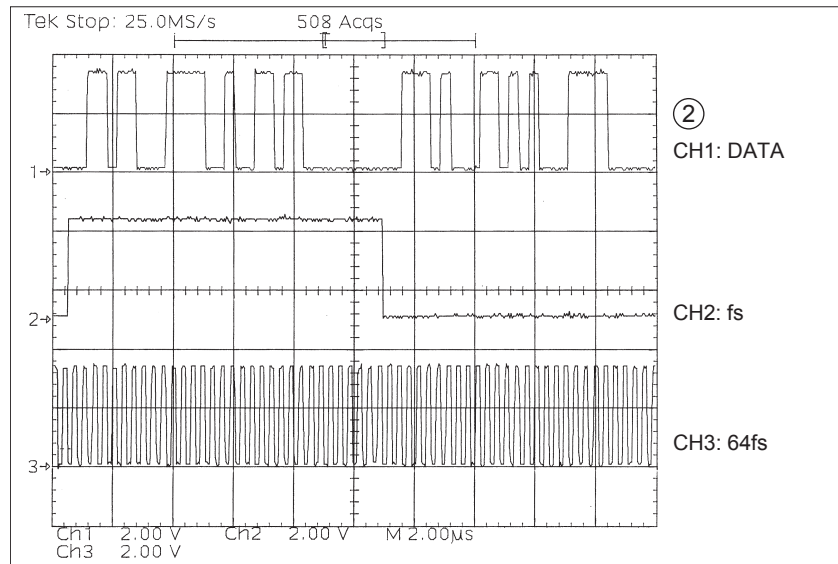 Tek Stop: 25.0MS/s 508 Acqs
②
CH1: DATA
1→
CH2: fs
2→
CH3: 64fs
3→
Ch1 2.00 V Ch2 2.00 V M 2.00µs
Ch3 2.00 V